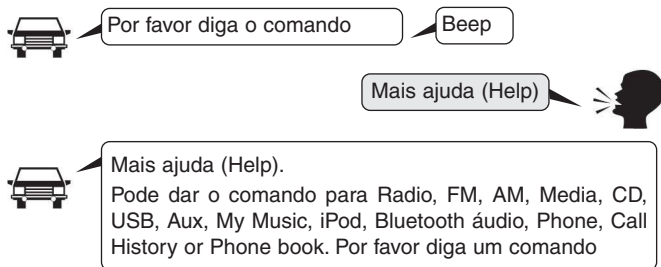 Por favor diga o comando
Beep
Mais ajuda (Help)
Mais ajuda (Help).
Pode dar o comando para Radio, FM, AM, Media, CD,
USB, Aux, My Music, iPod, Bluetooth áudio, Phone, Call
History or Phone book. Por favor diga um comando